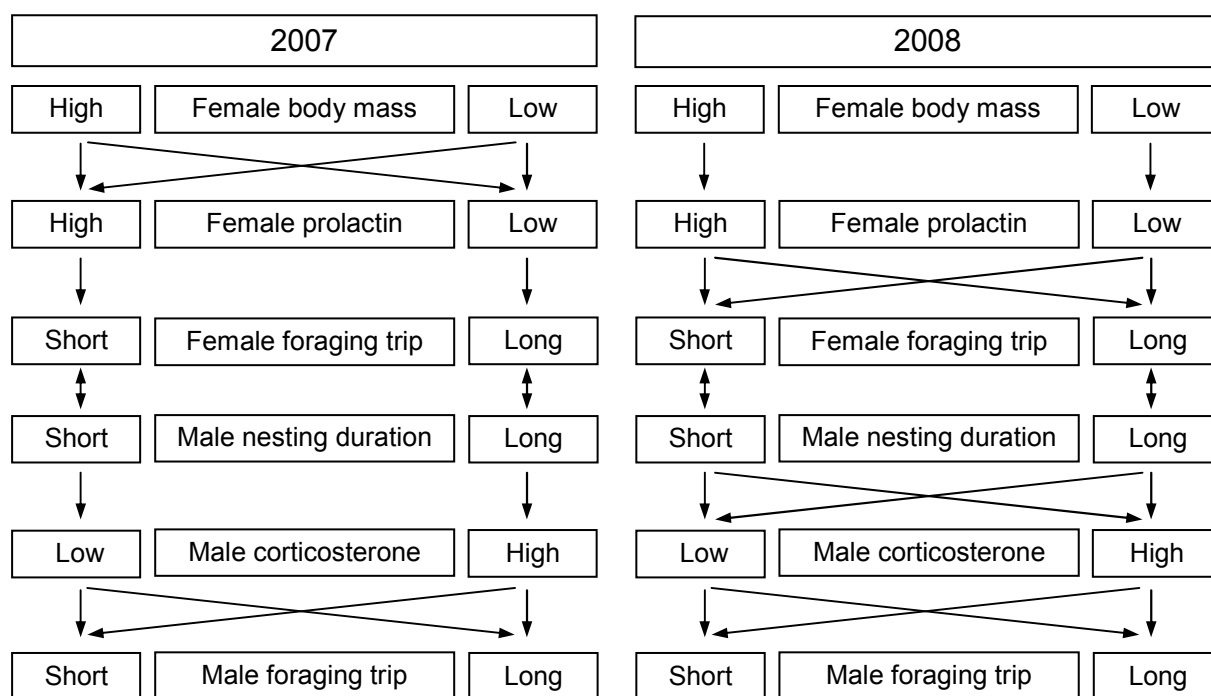 2007
High Female body mass Low
High Female prolactin Low
Short Female foraging trip Long
Short Male nesting duration Long
Low Male corticosterone High
Short Male foraging trip Long
2008
High Female body mass Low
High Female prolactin Low
Short Female foraging trip Long
Short Male nesting duration Long
Low Male corticosterone High
Short Male foraging trip Long